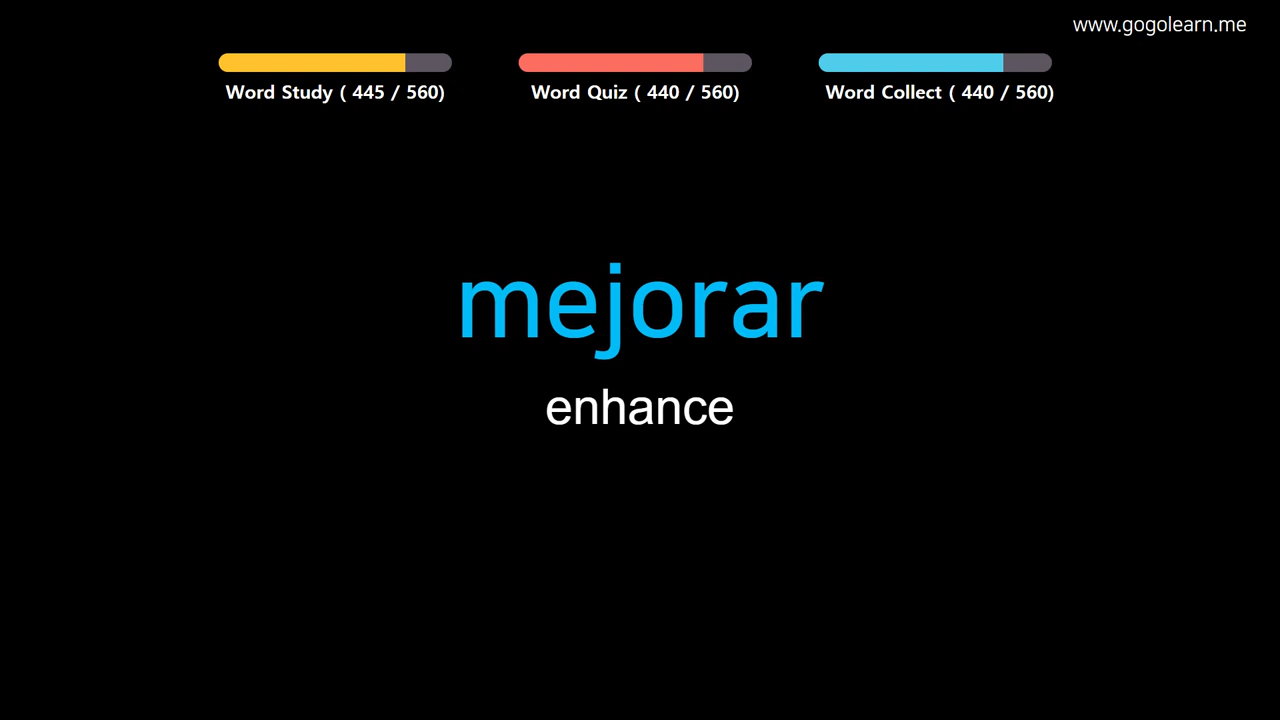 www.gogolearn.me
Word Study ( 445 / 560)
Word Quiz ( 440 / 560)
Word Collect ( 440 / 560)
mejorar
enhance